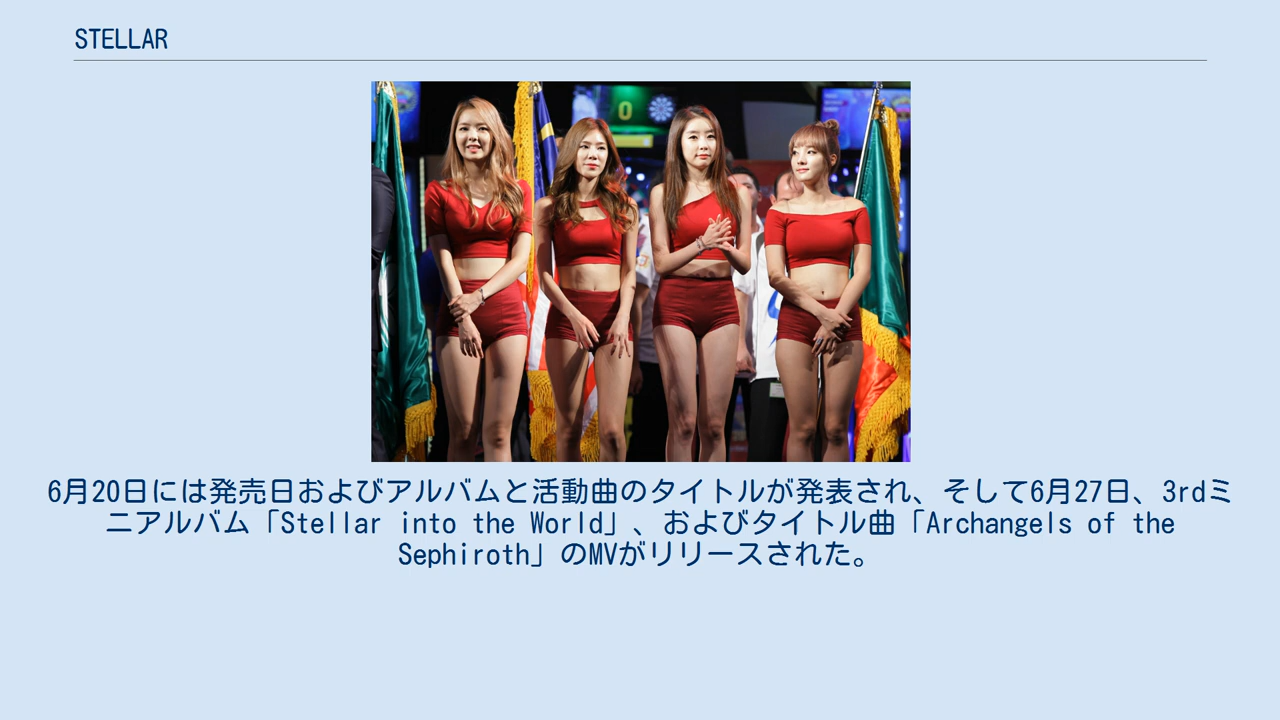 STELLAR
0
6月20日には発売日およびアルバムと活動曲のタイトルが発表され、そして6月27日、3rdミ
ニアルバム「Stellar into the World」、およびタイトル曲「Archangels of the
Sephiroth」のMVがリリースされた。